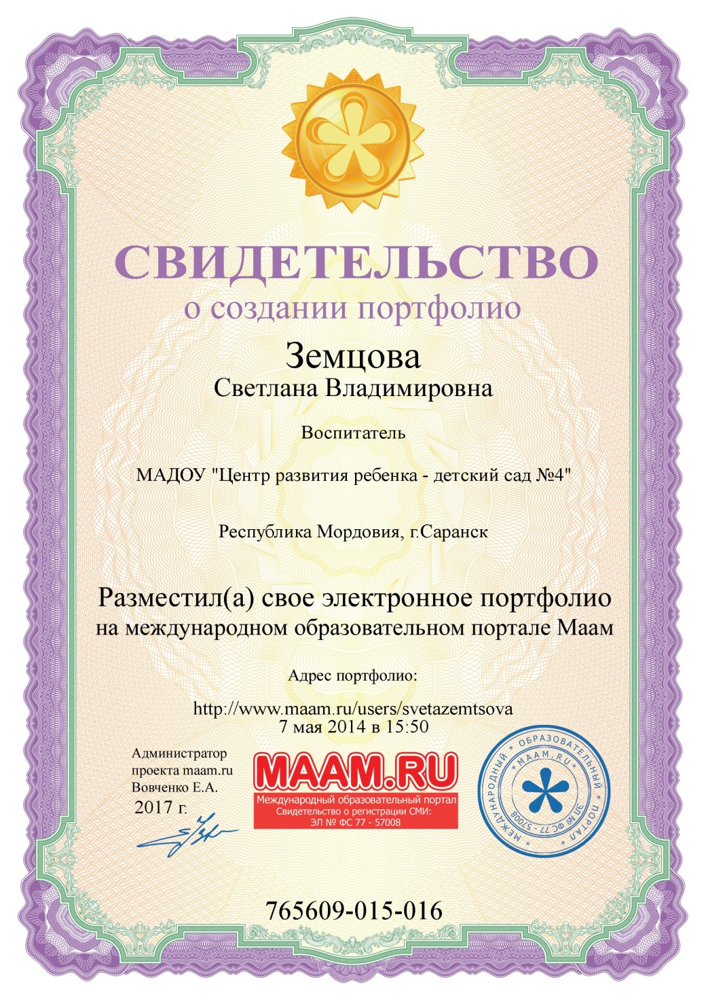 СВИДЕТЕЛЬСТВО
о создании портфолио
Земцова
Светлана Владимировна
Воспитатель
МАДОУ "Центр развития ребенка - детский сад №4"
Республика Мордовия, г.Саранск
Разместил(а) свое электронное портфолио
на международном образовательном портале Маам
Адрес портфолио:
http://www.maam.ru/users/svetazemtsova
7 мая 2014 в 15:50
Администратор
проекта maam.ru
Вовченко Е.А.
2017 г.
MAAM.RU
Международный образовательный портал
Свидетельство о регистрации СМИ:
ЭЛ № ФС 77 - 57008
* МЕЖДУНАРОДНЫЙ * ОБРАЗОВАТЕЛЬНЫЙ * ПОРТАЛ *
* MAAM.RU *
ЭЛ № ФС 77 - 57008
765609-015-016